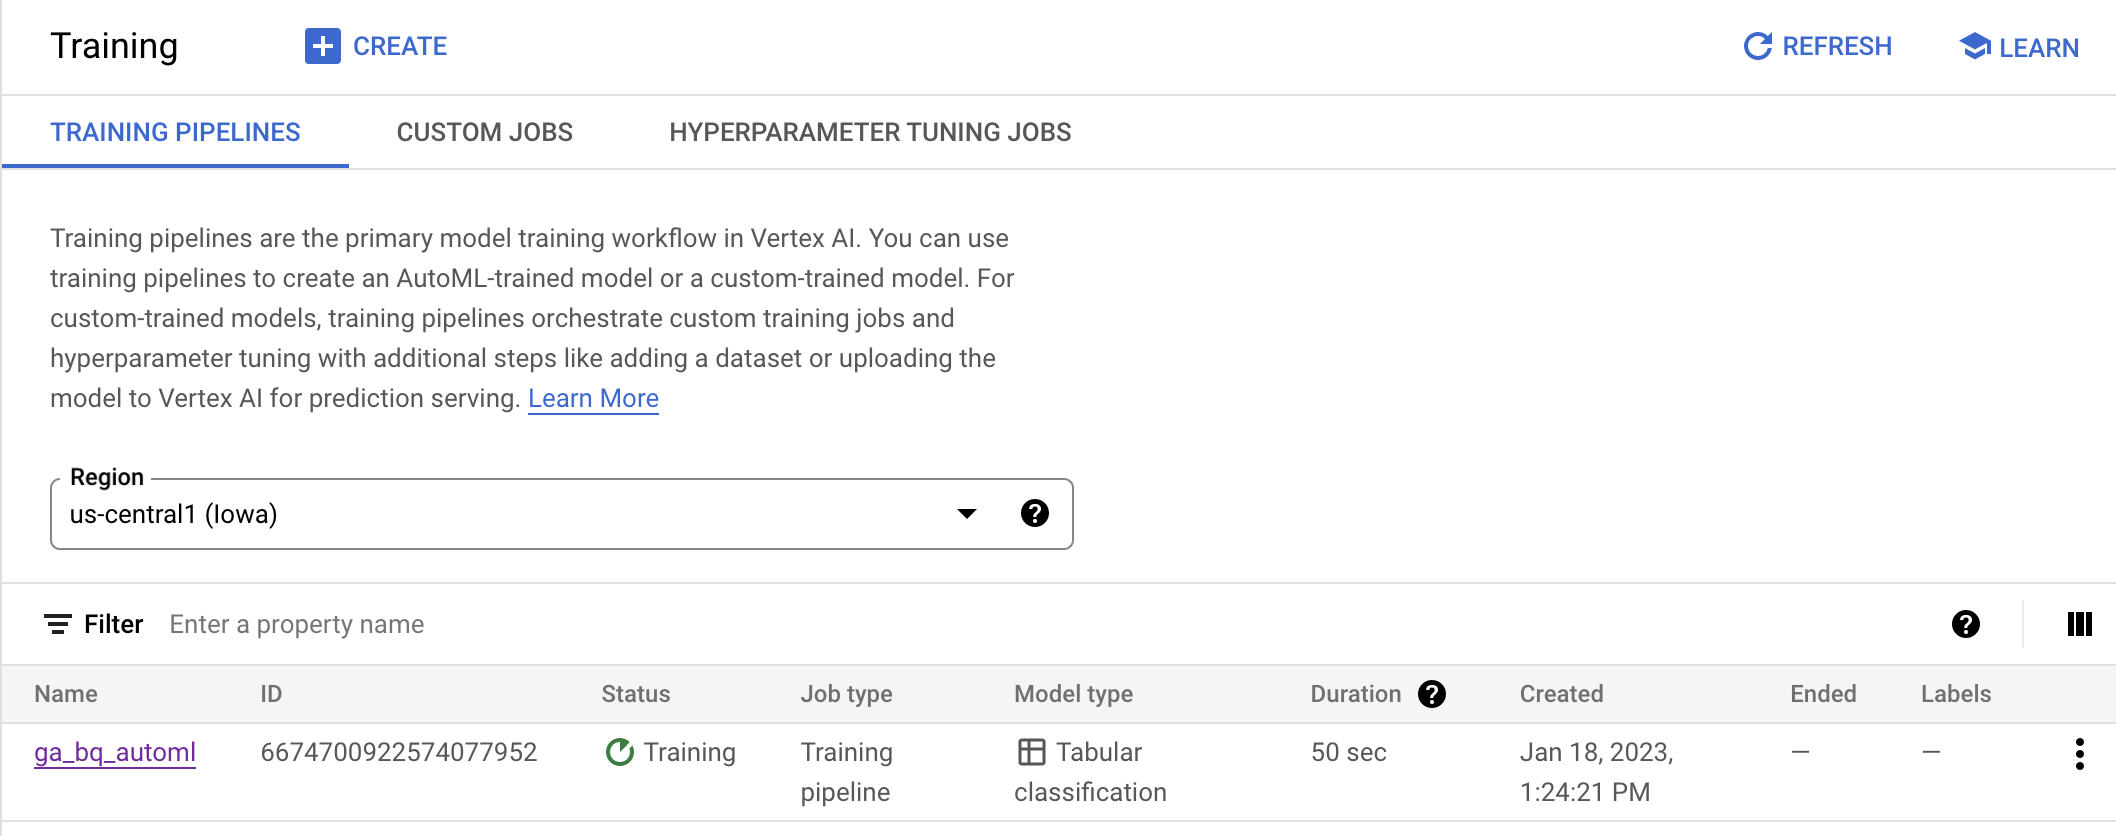 Training CREATE REFRESH LEARN
TRAINING PIPELINES CUSTOM JOBS HYPERPARAMETER TUNING JOBS
Training pipelines are the primary model training workflow in Vertex AI. You can use
training pipelines to create an AutoML-trained model or a custom-trained model. For
custom-trained models, training pipelines orchestrate custom training jobs and
hyperparameter tuning with additional steps like adding a dataset or uploading the
model to Vertex AI for prediction serving. Learn More
Region
us-central1 (Iowa)
Filter Enter a property name
Name ID Status Job type Model type Duration Created Ended Labels
ga_bq_automl 6674700922574077952 Training Training Tabular 50 sec Jan 18, 2023, — —
pipeline classification 1:24:21 PM